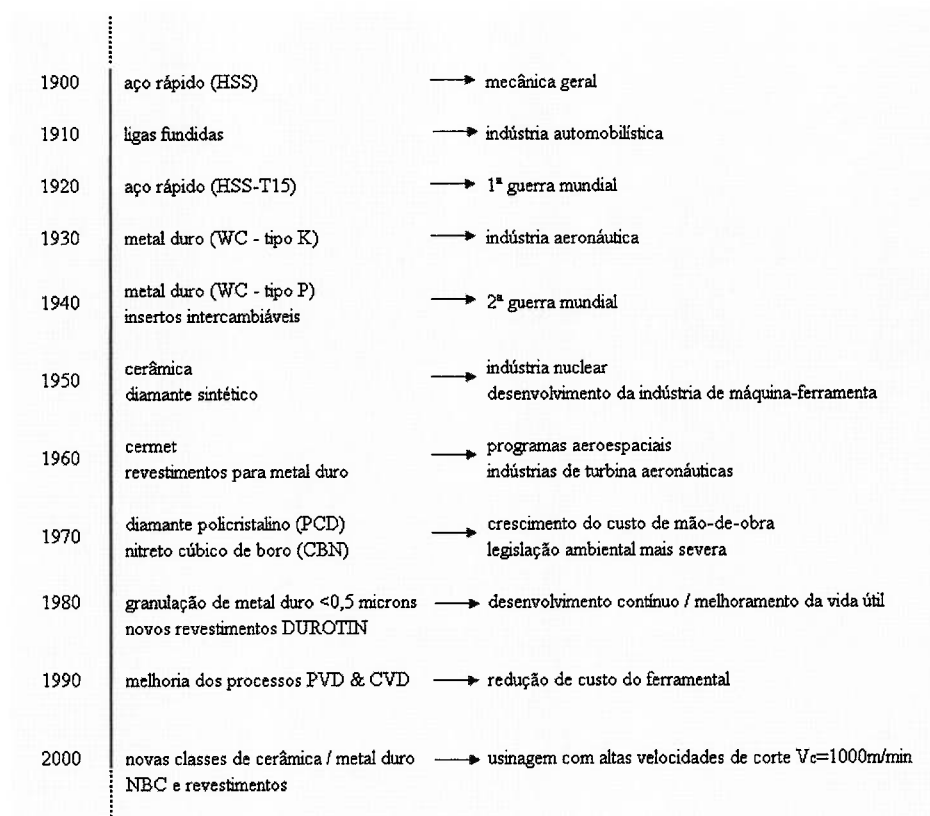 1900 aço rápido (HSS) mecânica geral
1910 ligas fundidas indústria automobilística
1920 aço rápido (HSS-T15) 1ª guerra mundial
1930 metal duro (WC - tipo K) indústria aeronáutica
1940 metal duro (WC - tipo P) 2ª guerra mundial
insertos intercambiáveis
1950 cerâmica indústria nuclear
diamante sintético desenvolvimento da indústria de máquina-ferramenta
1960 cermet programas aeroespaciais
revestimentos para metal duro indústrias de turbina aeronáuticas
1970 diamante policristalino (PCD) crescimento do custo de mão-de-obra
nitreto cúbico de boro (CBN) legislação ambiental mais severa
1980 granulação de metal duro <0,5 microns desenvolvimento contínuo / melhoramento da vida útil
novos revestimentos DUROTIN
1990 melhoria dos processos PVD & CVD redução de custo do ferramental
2000 novas classes de cerâmica / metal duro usinagem com altas velocidades de corte Vc=1000m/min
NBC e revestimentos